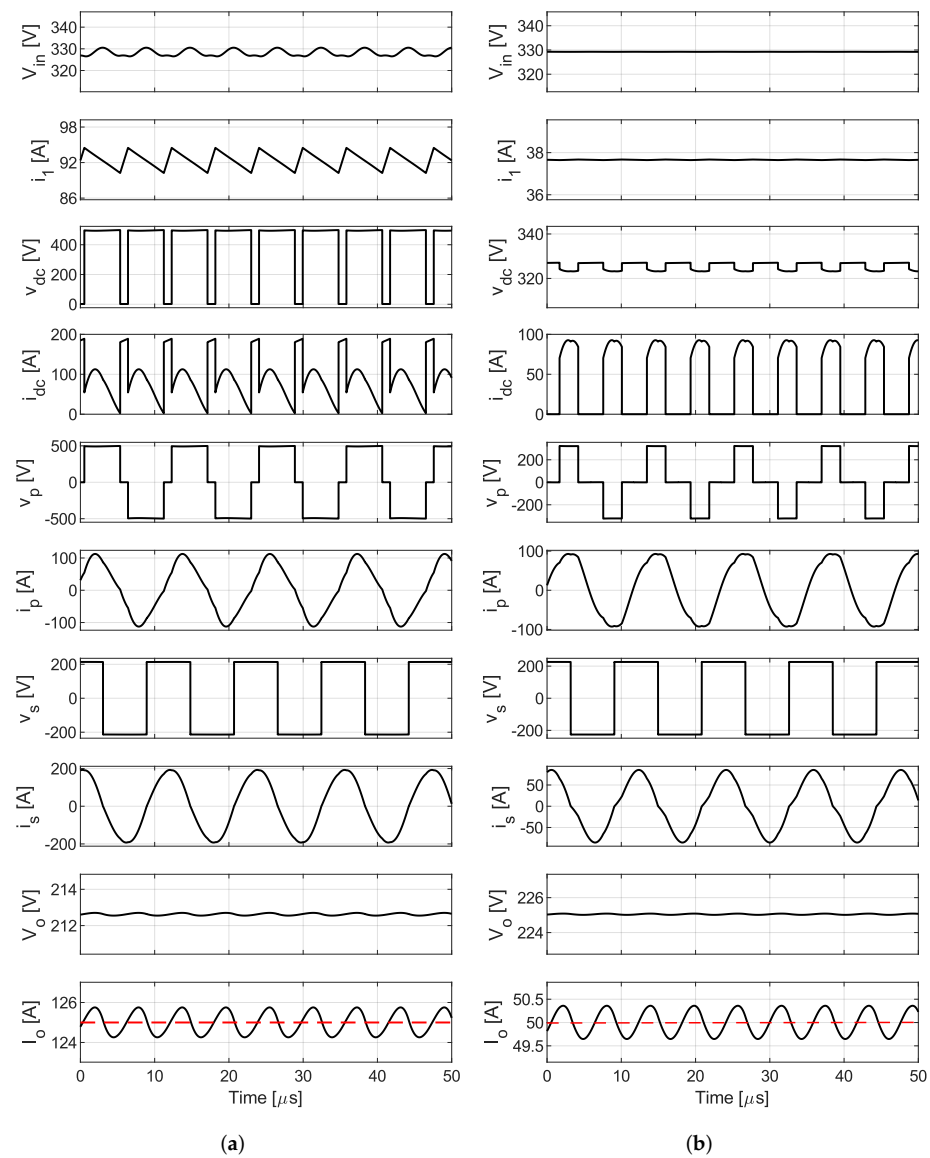 340
330
320
V_in [V]
98
92
86
i_1 [A]
400
200
0
v_dc [V]
200
100
0
i_dc [A]
500
0
-500
v_p [V]
100
0
-100
i_p [A]
200
0
-200
v_s [V]
200
0
-200
i_s [A]
214
212
V_o [V]
126
124
I_o [A]
0 10 20 30 40 50
Time [μs]
(a)
340
330
320
V_in [V]
38
36
i_1 [A]
340
320
v_dc [V]
100
50
0
i_dc [A]
200
0
-200
v_p [V]
100
0
-100
i_p [A]
200
0
-200
v_s [V]
50
0
-50
i_s [A]
226
224
V_o [V]
50.5
50
49.5
I_o [A]
0 10 20 30 40 50
Time [μs]
(b)